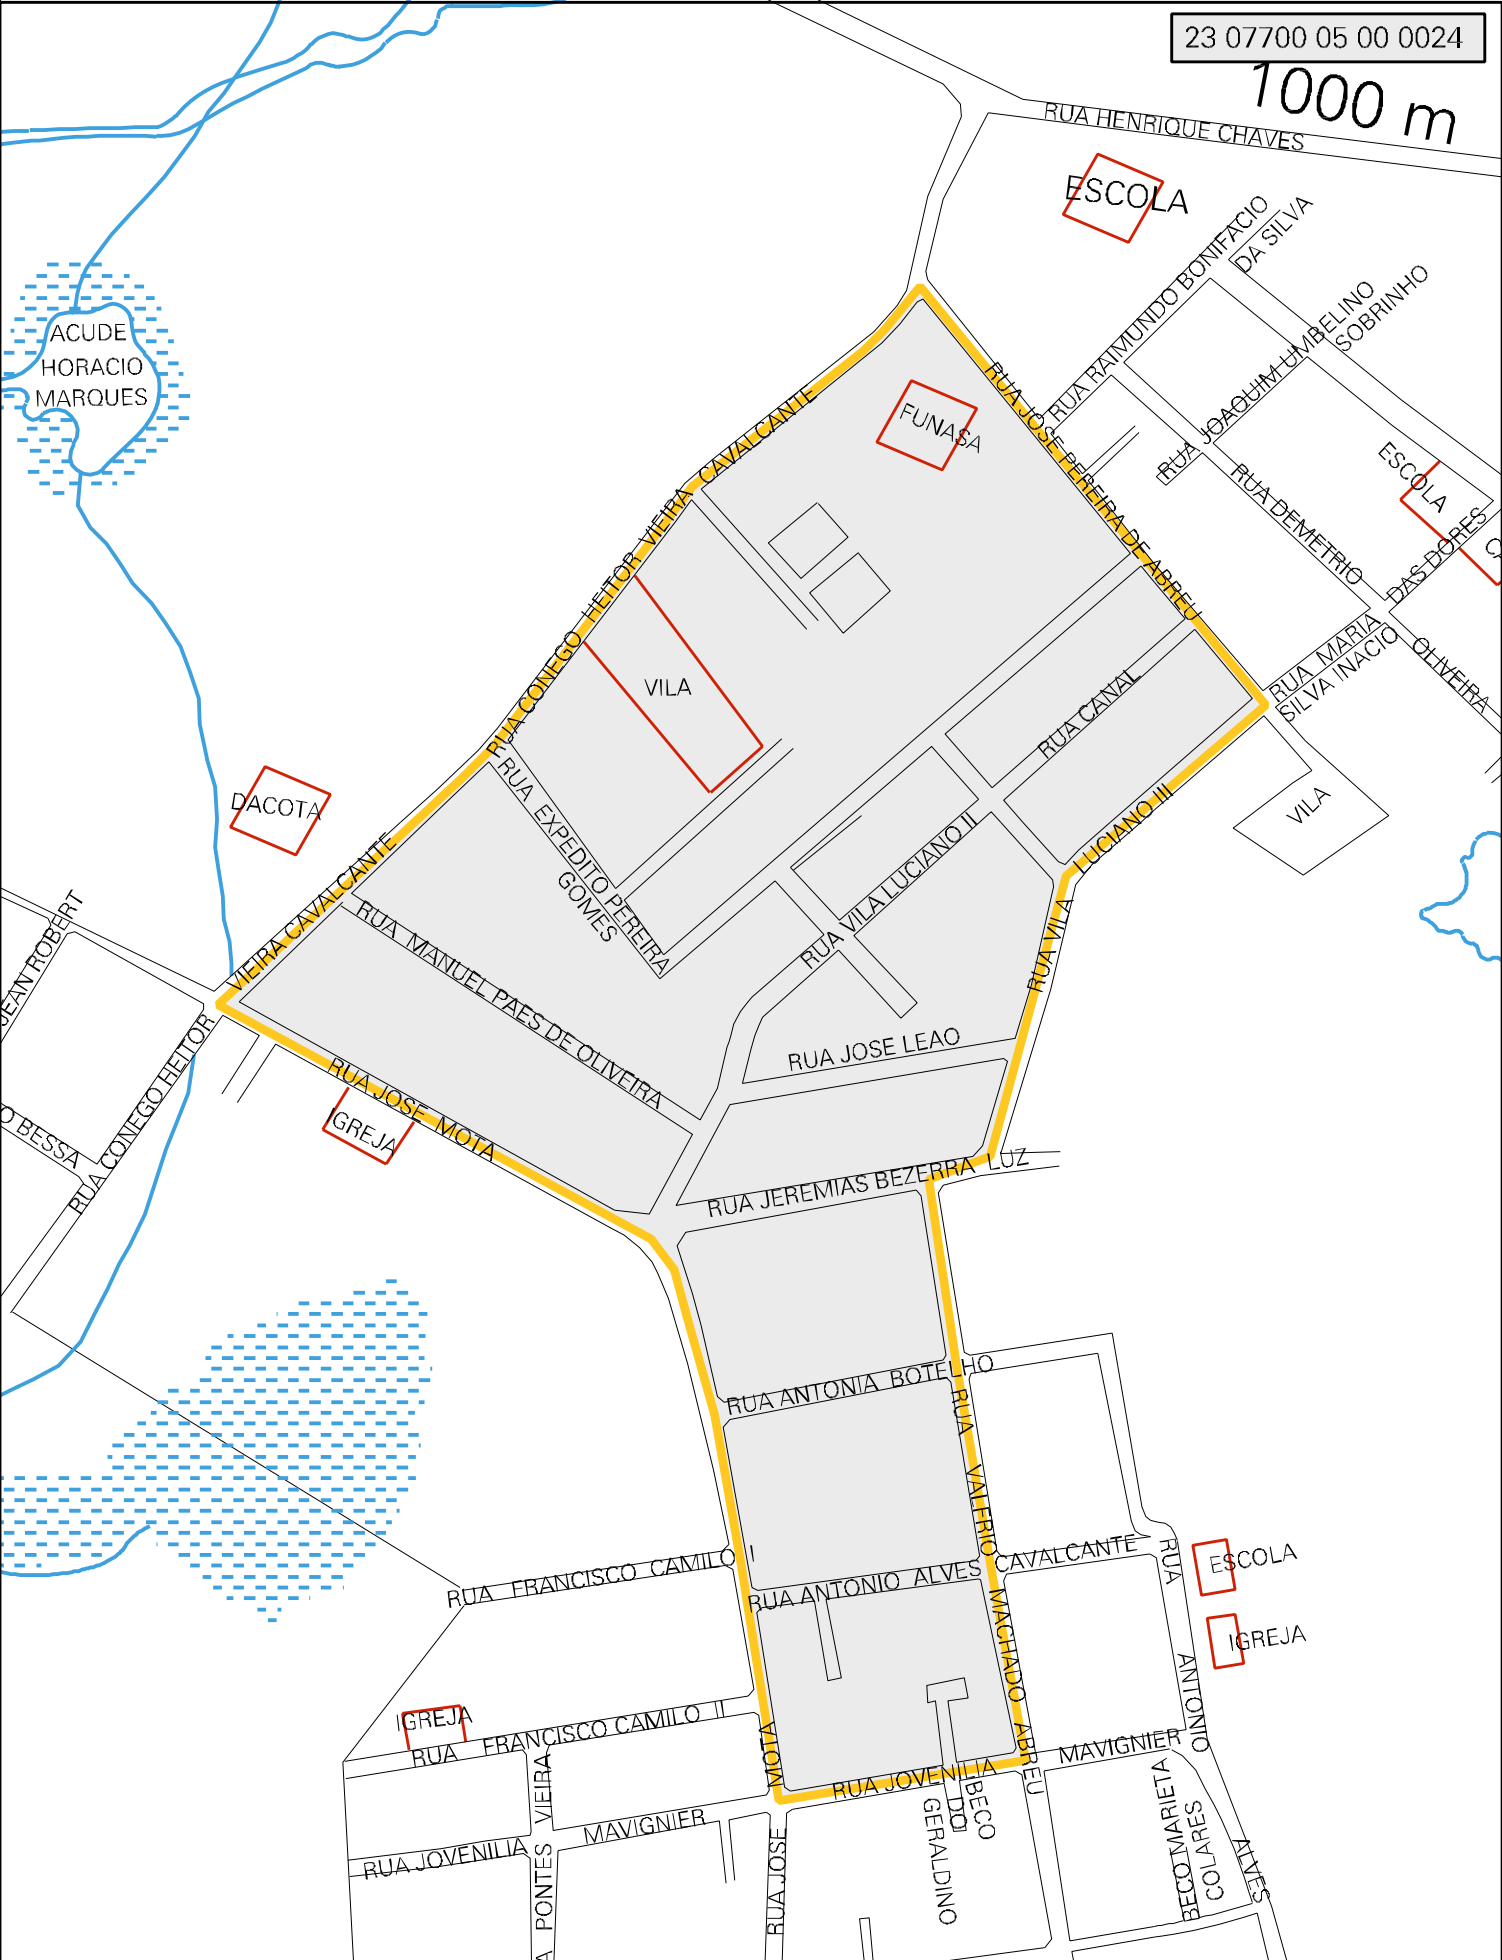 23 07700 05 00 0024
1000 m
RUA HENRIQUE CHAVES
ESCOLA
RUA RAIMUNDO BONIFACIO
DA SILVA
RUA JOAQUIM UMBELINO
SOBRINHO
ACUDE
HORACIO
MARQUES
FUNASA
RUA JOSE PEREIRA DE ABREU
RUA CONEGO HEITOR VIEIRA CAVALCANTE
ESCOLA
RUA DEMETRIO
OLIVEIRA
DAS DORES
CA
RUA MARIA
SILVA INACIO
VILA
RUA CANAL
VILA
DACOTA
RUA EXPEDITO PEREIRA
GOMES
RUA VILA LUCIANO II
RUA VILA LUCIANO III
VIEIRA CAVALCANTE
RUA CONEGO HEITOR
JEAN ROBERT
O BESSA
RUA MANUEL PAES DE OLIVEIRA
RUA JOSE LEAO
RUA JOSE MOTA
IGREJA
RUA JEREMIAS BEZERRA LUZ
RUA ANTONIA BOTELHO
RUA VALERIO MACHADO ABREU
RUA FRANCISCO CAMILO I
RUA ANTONIO ALVES CAVALCANTE
RUA ANTONIO ALVES
ESCOLA
IGREJA
IGREJA
RUA FRANCISCO CAMILO II
RUA JOSE MOTA
RUA JOVENILIA
MAVIGNIER
BECO
DO
GERALDINO
RUA JOVENILIA MAVIGNIER
A PONTES VIEIRA
BECO MARIETA
COLARES